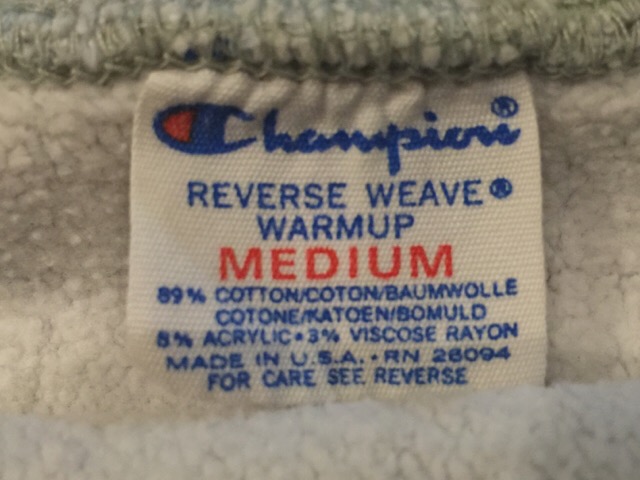 Champion®
REVERSE WEAVE®
WARMUP
MEDIUM
89% COTTON/COTON/BAUMWOLLE
COTONE/KATOEN/BOMULD
8% ACRYLIC•3% VISCOSE RAYON
MADE IN U.S.A.•RN 26094
FOR CARE SEE REVERSE